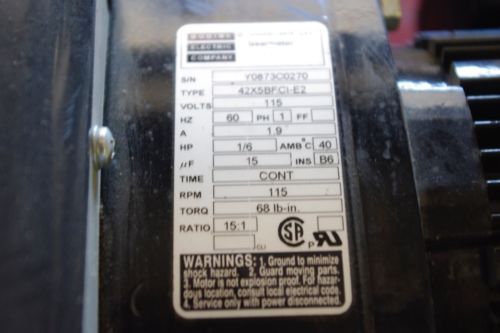 ELECTRIC
COMPANY
Gearmotor
S/N Y0873C0270
TYPE 42X5BFCI-E2
VOLTS 115
HZ 60 PH 1 FF
A 1.9
HP 1/6 AMB°C 40
µF 15 INS B6
TIME CONT
RPM 115
TORQ 68 lb-in.
RATIO 15:1
CLI
WARNINGS: 1. Ground to minimize
shock hazard. 2. Guard moving parts.
3. Motor is not explosion proof. For hazar-
dous location, consult local electrical code.
4. Service only with power disconnected.